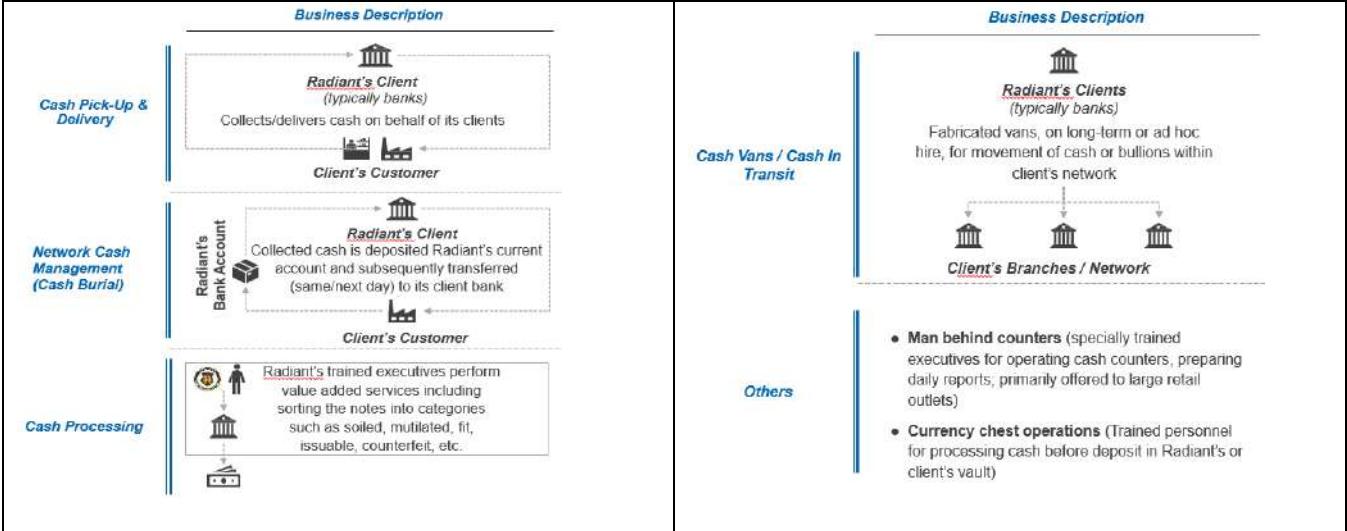 Business Description
Cash Pick-Up &
Delivery
Radiant's Client
(typically banks)
Collects/delivers cash on behalf of its clients
Client's Customer
Network Cash
Management
(Cash Burial)
Radiant's
Bank Account
Radiant's Client
Collected cash is deposited Radiant's current
account and subsequently transferred
(same/next day) to its client bank
Client's Customer
Cash Processing
Radiant's trained executives perform
value added services including
sorting the notes into categories
such as soiled, mutilated, fit,
issuable, counterfeit, etc.
Business Description
Cash Vans / Cash In
Transit
Radiant's Clients
(typically banks)
Fabricated vans, on long-term or ad hoc
hire, for movement of cash or bullions within
client's network
Client's Branches / Network
Others
● Man behind counters (specially trained
executives for operating cash counters, preparing
daily reports; primarily offered to large retail
outlets)
● Currency chest operations (Trained personnel
for processing cash before deposit in Radiant's or
client's vault)